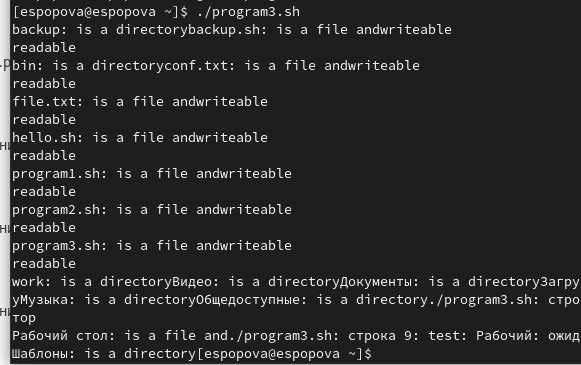 [espopova@espopova ~]$ ./program3.sh
backup: is a directorybackup.sh: is a file andwriteable
readable
bin: is a directoryconf.txt: is a file andwriteable
readable
file.txt: is a file andwriteable
readable
hello.sh: is a file andwriteable
readable
program1.sh: is a file andwriteable
readable
program2.sh: is a file andwriteable
readable
program3.sh: is a file andwriteable
readable
work: is a directoryВидео: is a directoryДокументы: is a directoryЗагру
уМузыка: is a directoryОбщедоступные: is a directory./program3.sh: стро
тор
Рабочий стол: is a file and./program3.sh: строка 9: test: Рабочий: ожид
Шаблоны: is a directory[espopova@espopova ~]$